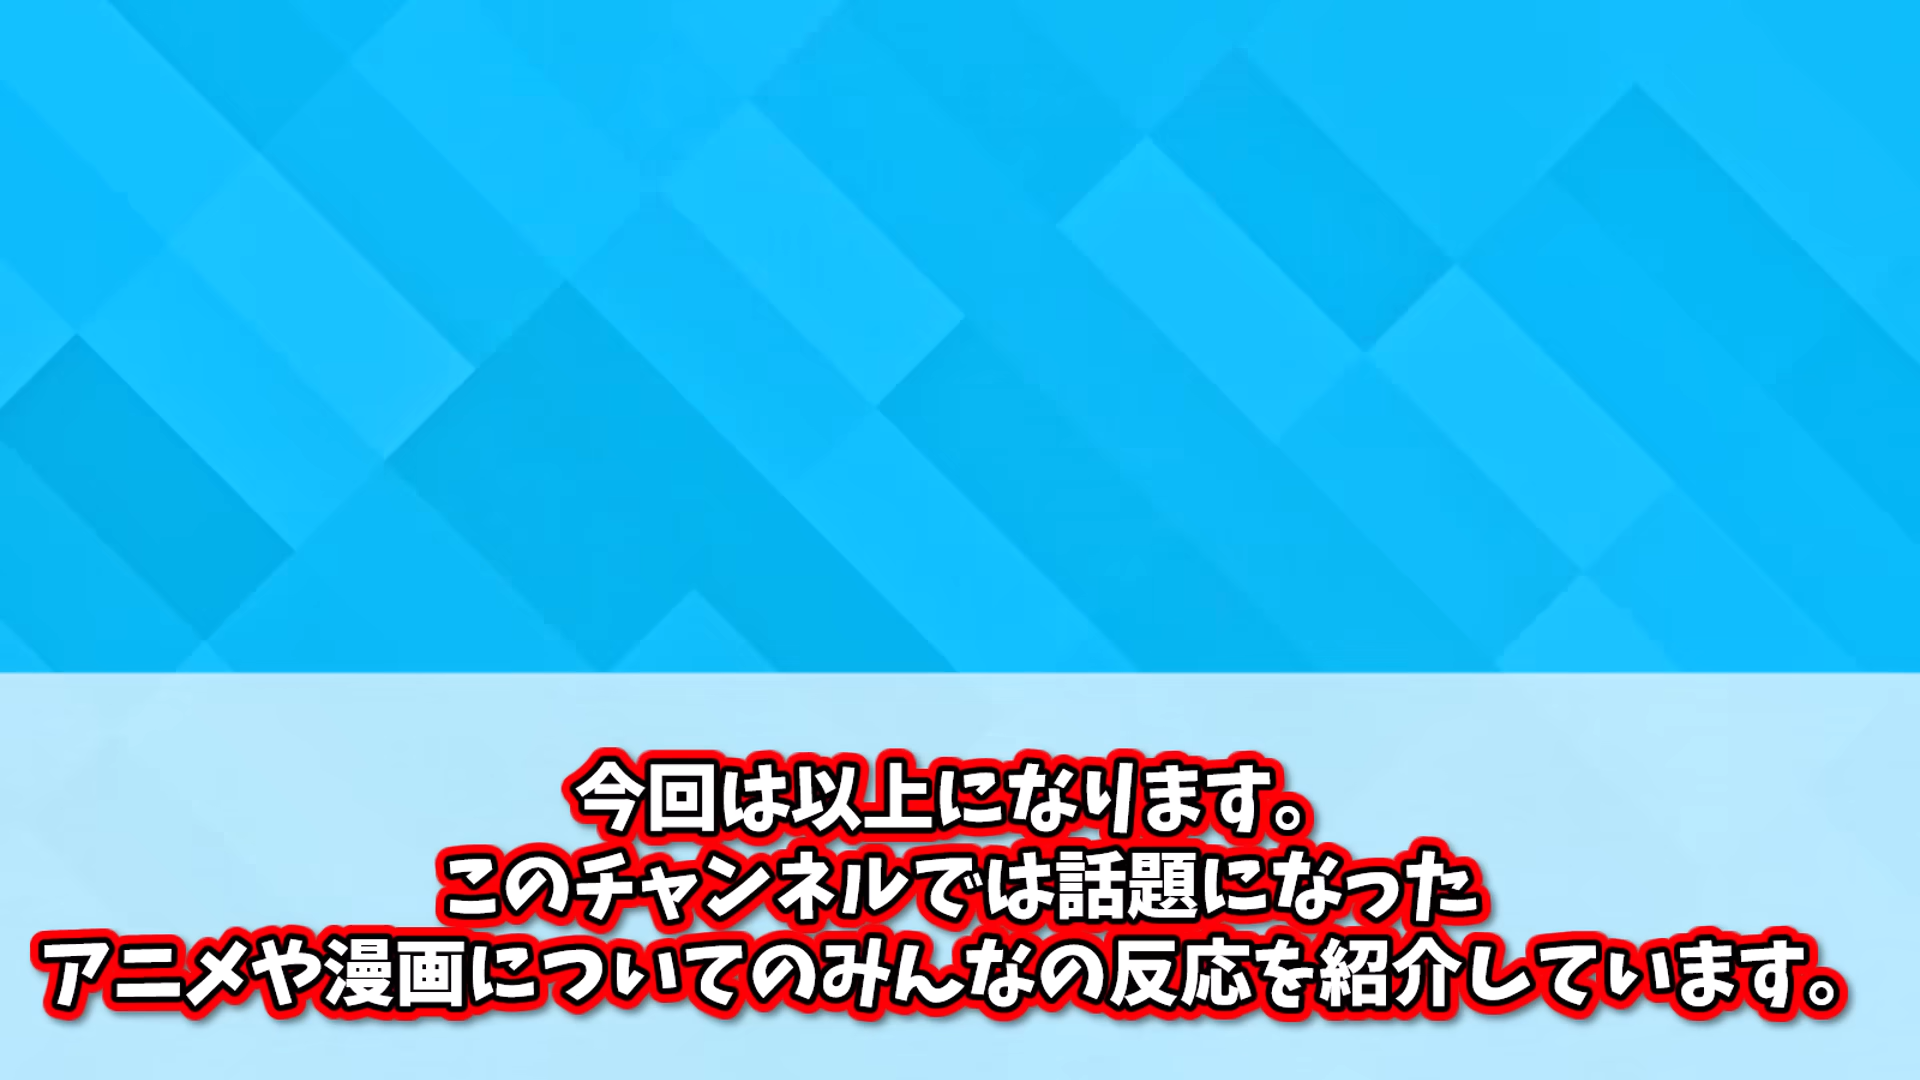 今回は以上になります。
このチャンネルでは話題になった
アニメや漫画についてのみんなの反応を紹介しています。